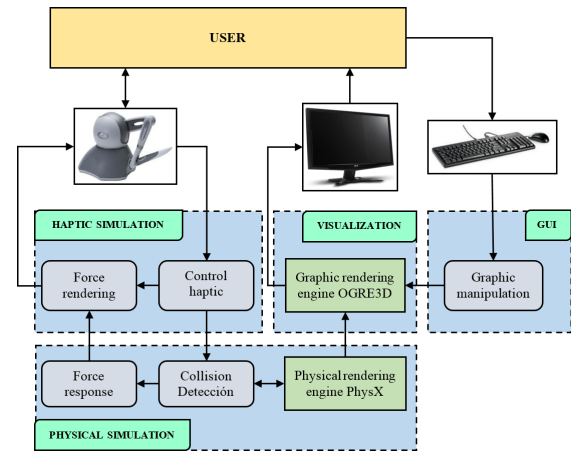 USER
HAPTIC SIMULATION
VISUALIZATION
GUI
Force
rendering
Control
haptic
Graphic rendering
engine OGRE3D
Graphic
manipulation
Force
response
Collision
Detección
Physical rendering
engine PhysX
PHYSICAL SIMULATION